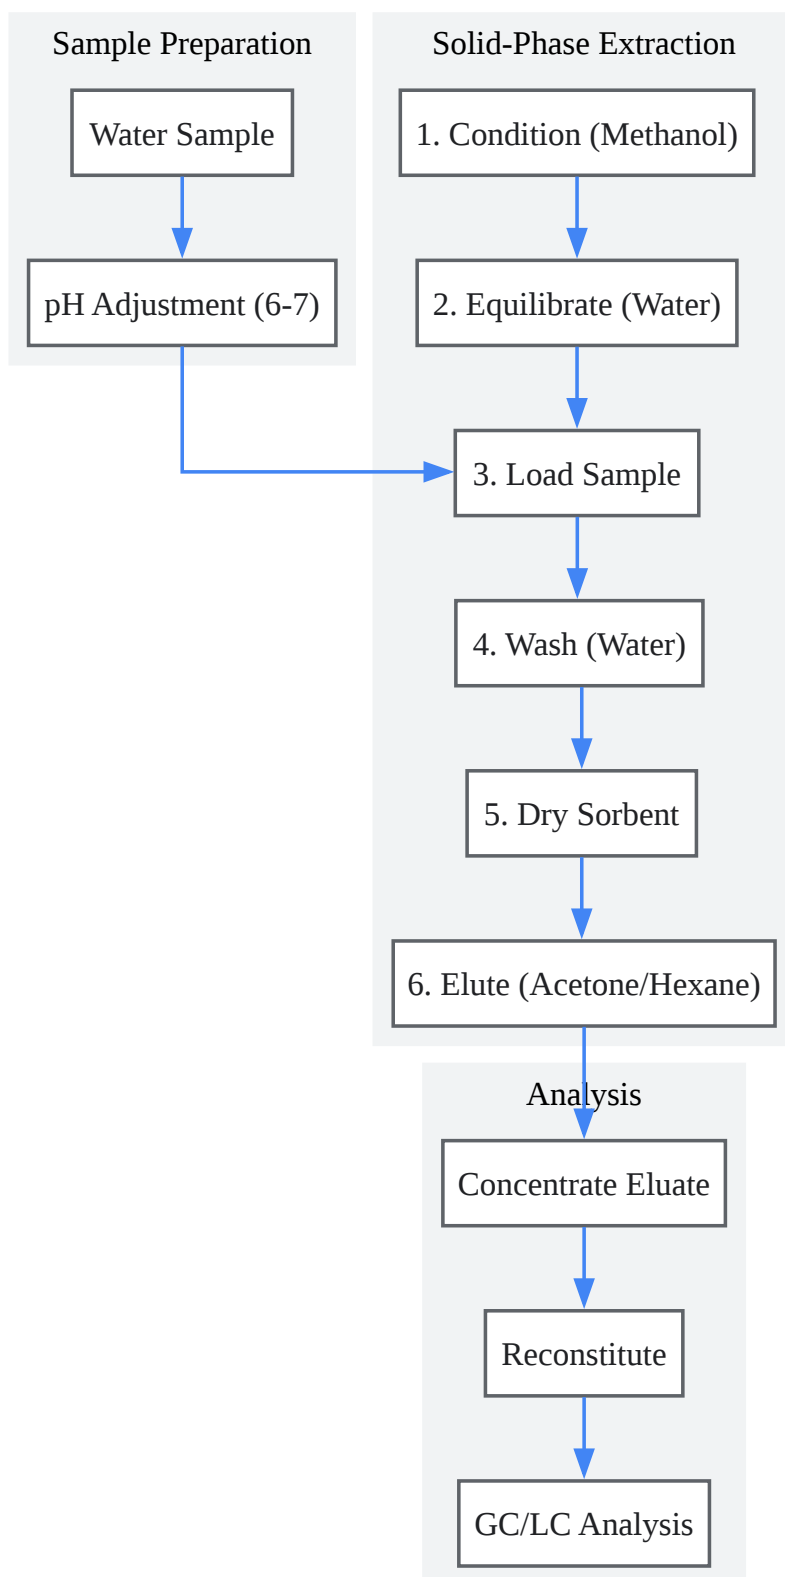 Sample Preparation
Water Sample
pH Adjustment (6-7)
Solid-Phase Extraction
1. Condition (Methanol)
2. Equilibrate (Water)
3. Load Sample
4. Wash (Water)
5. Dry Sorbent
6. Elute (Acetone/Hexane)
Analysis
Concentrate Eluate
Reconstitute
GC/LC Analysis